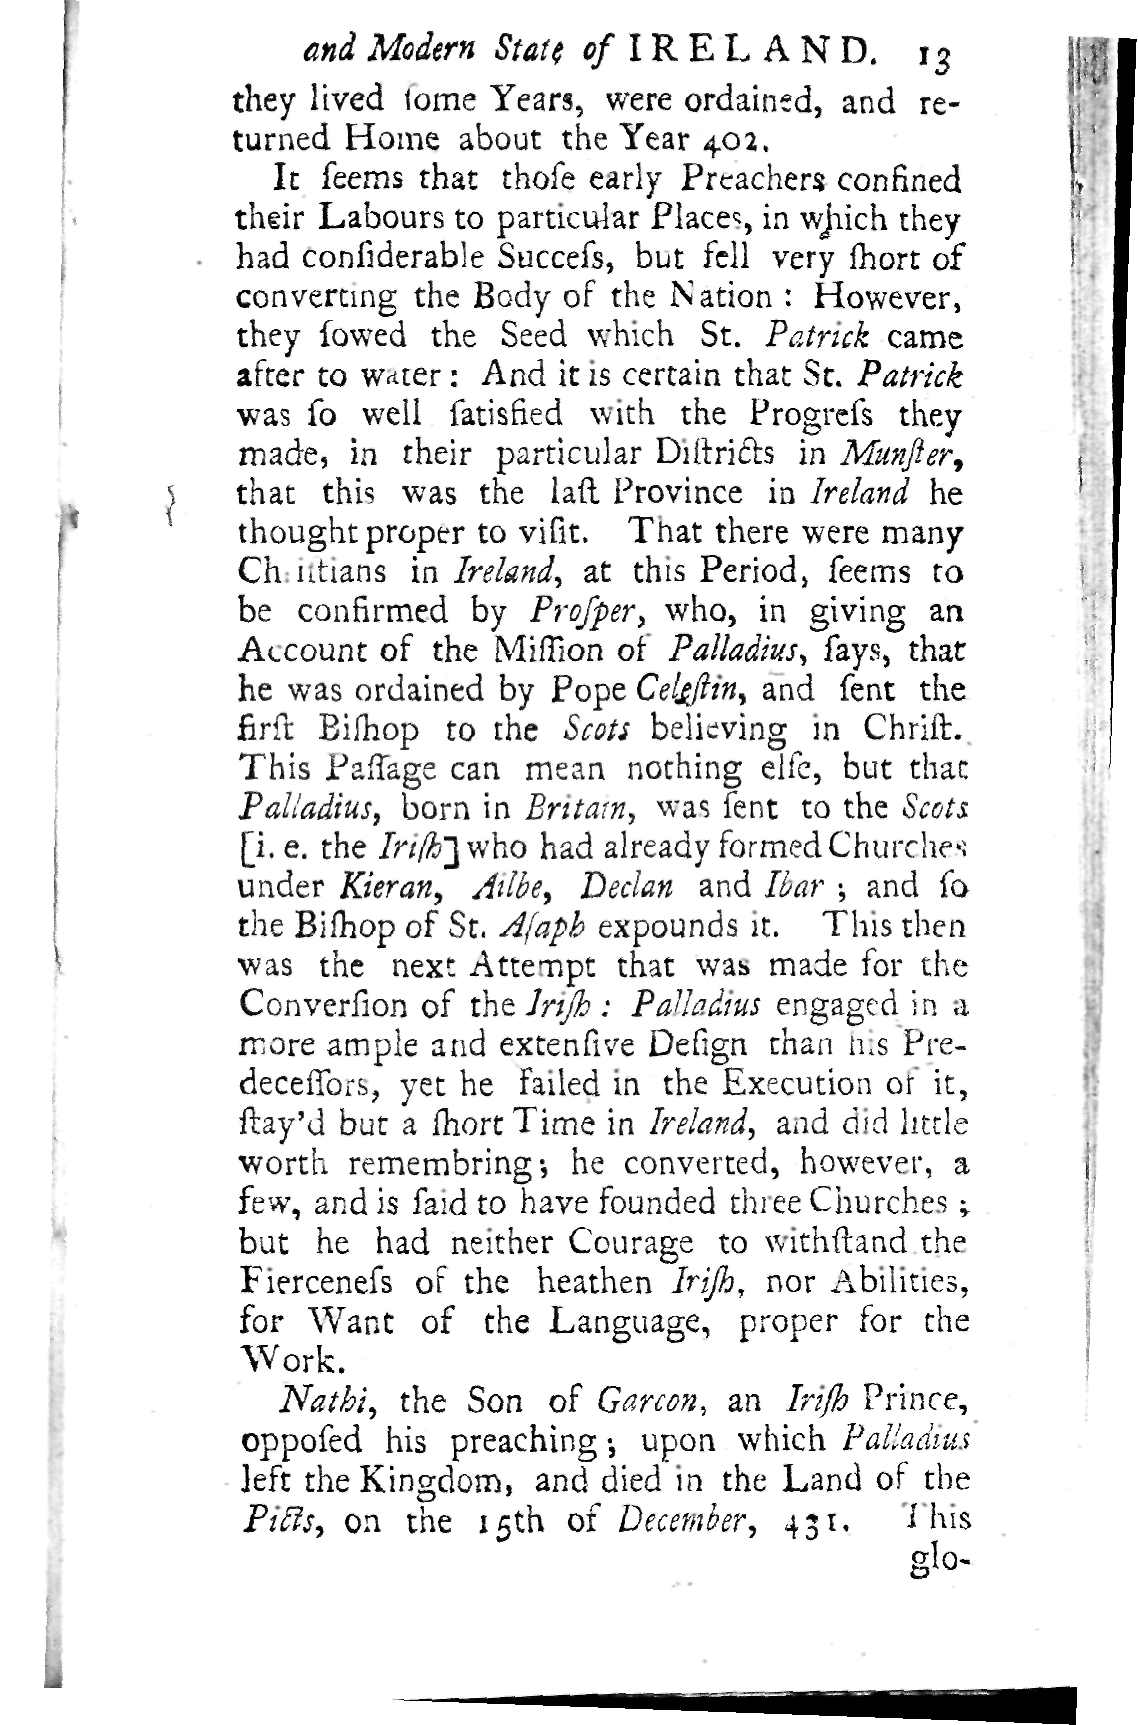 and Modern State of IRELAND. 13
they lived ſome Years, were ordained, and re-
turned Home about the Year 402.
It ſeems that thoſe early Preachers confined
their Labours to particular Places, in which they
had conſiderable Succeſs, but fell very ſhort of
converting the Body of the Nation : However,
they ſowed the Seed which St. Patrick came
after to water : And it is certain that St. Patrick
was ſo well ſatisfied with the Progreſs they
made, in their particular Diſtricts in Munſter,
that this was the laſt Province in Ireland he
thought proper to viſit. That there were many
Chriſtians in Ireland, at this Period, ſeems to
be confirmed by Proſper, who, in giving an
Account of the Miſſion of Palladius, ſays, that
he was ordained by Pope Celeſtin, and ſent the
firſt Biſhop to the Scots believing in Chriſt.
This Paſſage can mean nothing elſe, but that
Palladius, born in Britain, was ſent to the Scots
[i. e. the Iriſh] who had already formed Churches
under Kieran, Ailbe, Declan and Ibar ; and ſo
the Biſhop of St. Aſaph expounds it. This then
was the next Attempt that was made for the
Converſion of the Iriſh : Palladius engaged in a
more ample and extenſive Deſign than his Pre-
deceſſors, yet he failed in the Execution of it,
ſtay'd but a ſhort Time in Ireland, and did little
worth remembring ; he converted, however, a
few, and is ſaid to have founded three Churches ;
but he had neither Courage to withſtand the
Fierceneſs of the heathen Iriſh, nor Abilities,
for Want of the Language, proper for the
Work.
Nathi, the Son of Garcon, an Iriſh Prince,
oppoſed his preaching ; upon which Palladius
left the Kingdom, and died in the Land of the
Picts, on the 15th of December, 431. This
glo-